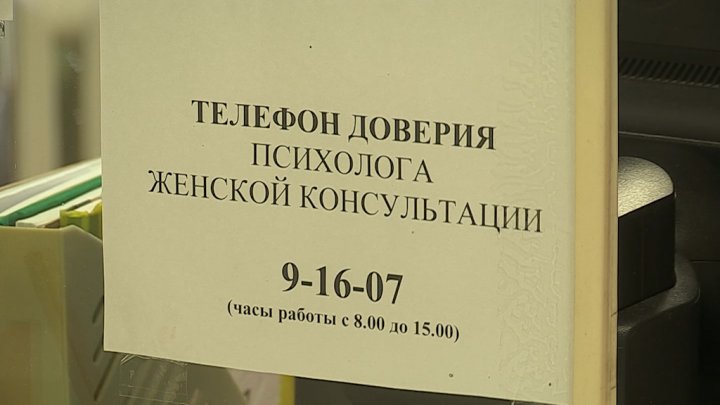 ТЕЛЕФОН ДОВЕРИЯ
ПСИХОЛОГА
ЖЕНСКОЙ КОНСУЛЬТАЦИИ
9-16-07
(часы работы с 8.00 до 15.00)